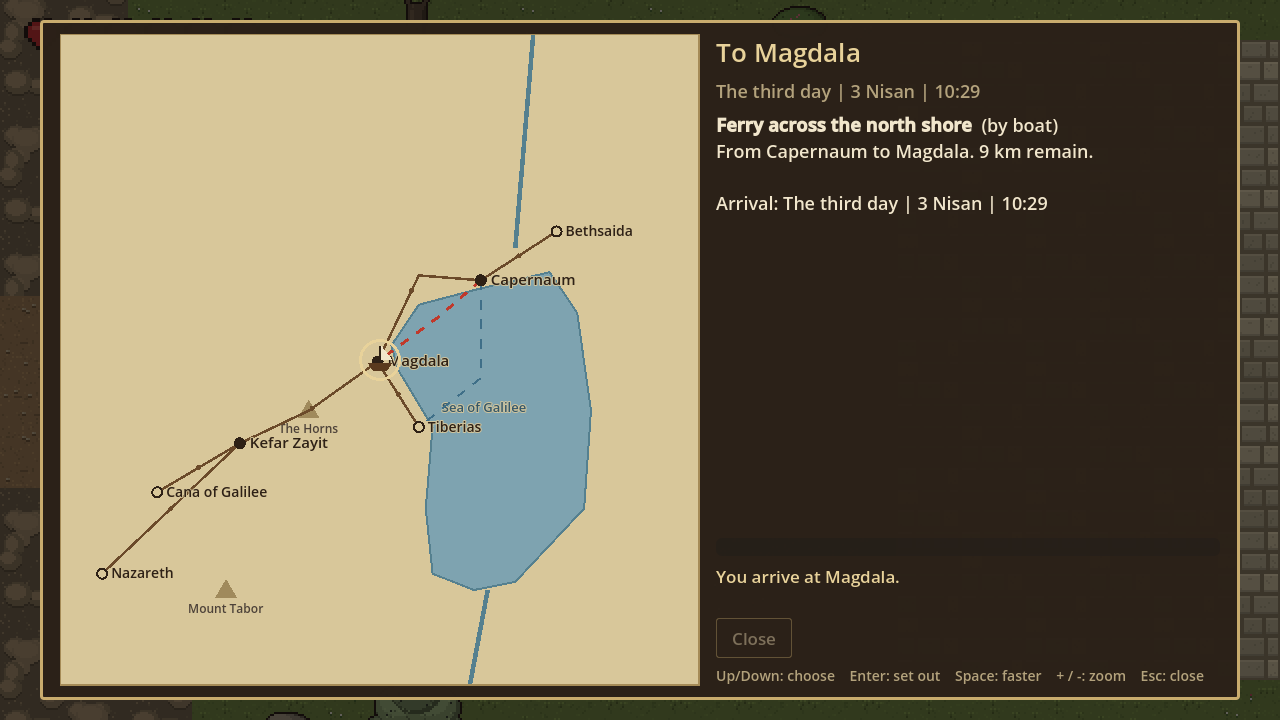 To Magdala
The third day | 3 Nisan | 10:29
Ferry across the north shore (by boat)
From Capernaum to Magdala. 9 km remain.
Arrival: The third day | 3 Nisan | 10:29
Bethsaida
Capernaum
Magdala
Sea of Galilee
Tiberias
The Horns
Kefar Zayit
Cana of Galilee
Nazareth
Mount Tabor
You arrive at Magdala.
Close
Up/Down: choose Enter: set out Space: faster + / -: zoom Esc: close